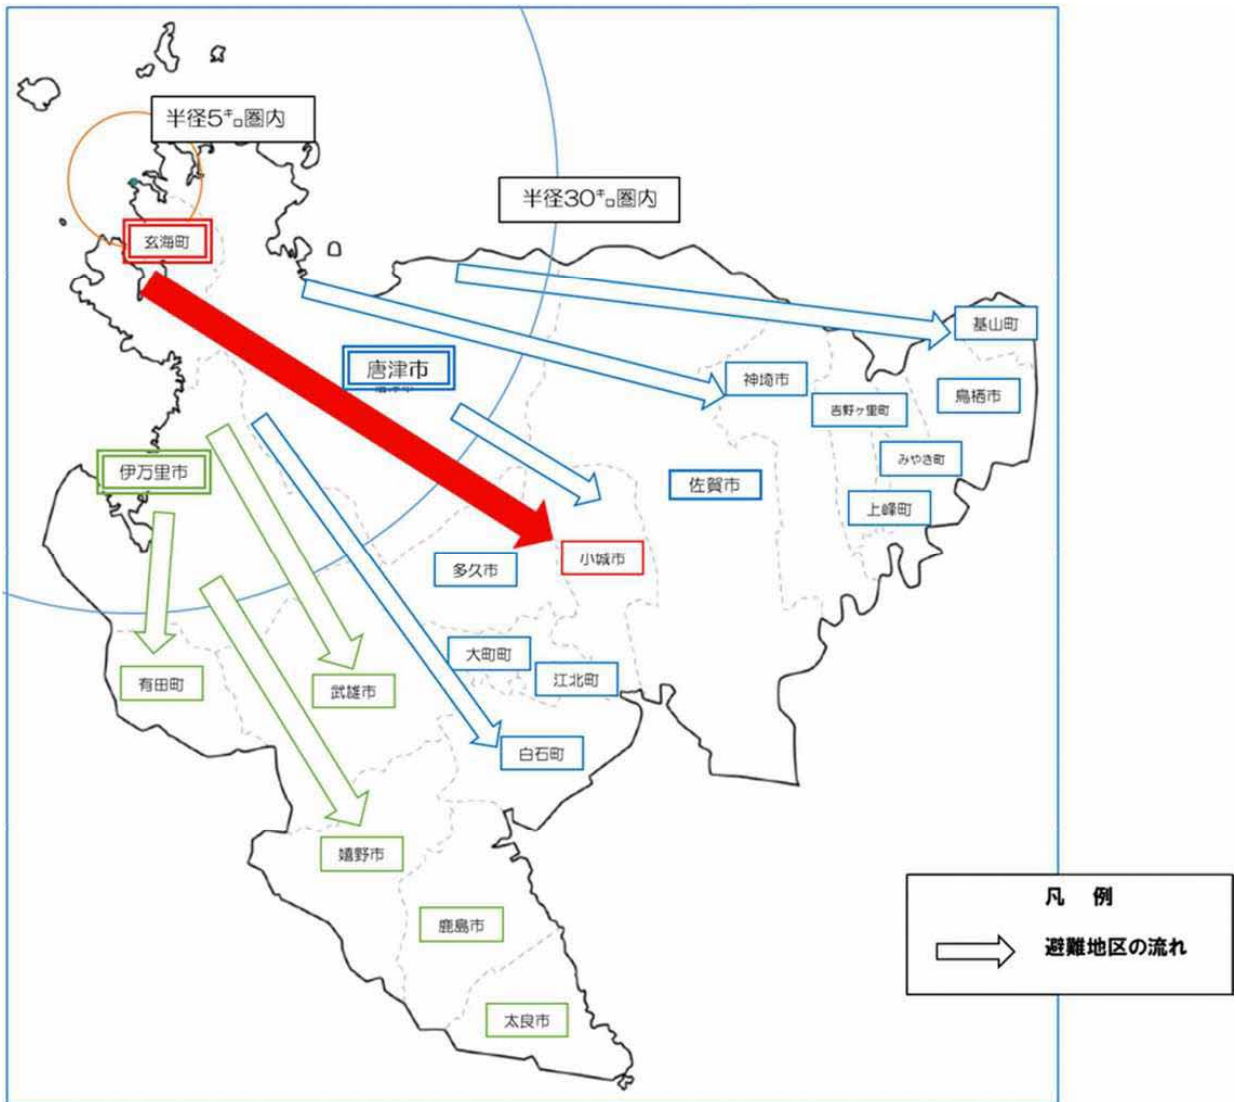 半径5㌔圏内
半径30㌔圏内
玄海町
基山町
唐津市
神埼市
鳥栖市
吉野ヶ里町
伊万里市
みやき町
佐賀市
上峰町
多久市
小城市
大町町
江北町
有田町
武雄市
白石町
嬉野市
鹿島市
太良市
凡 例
避難地区の流れ